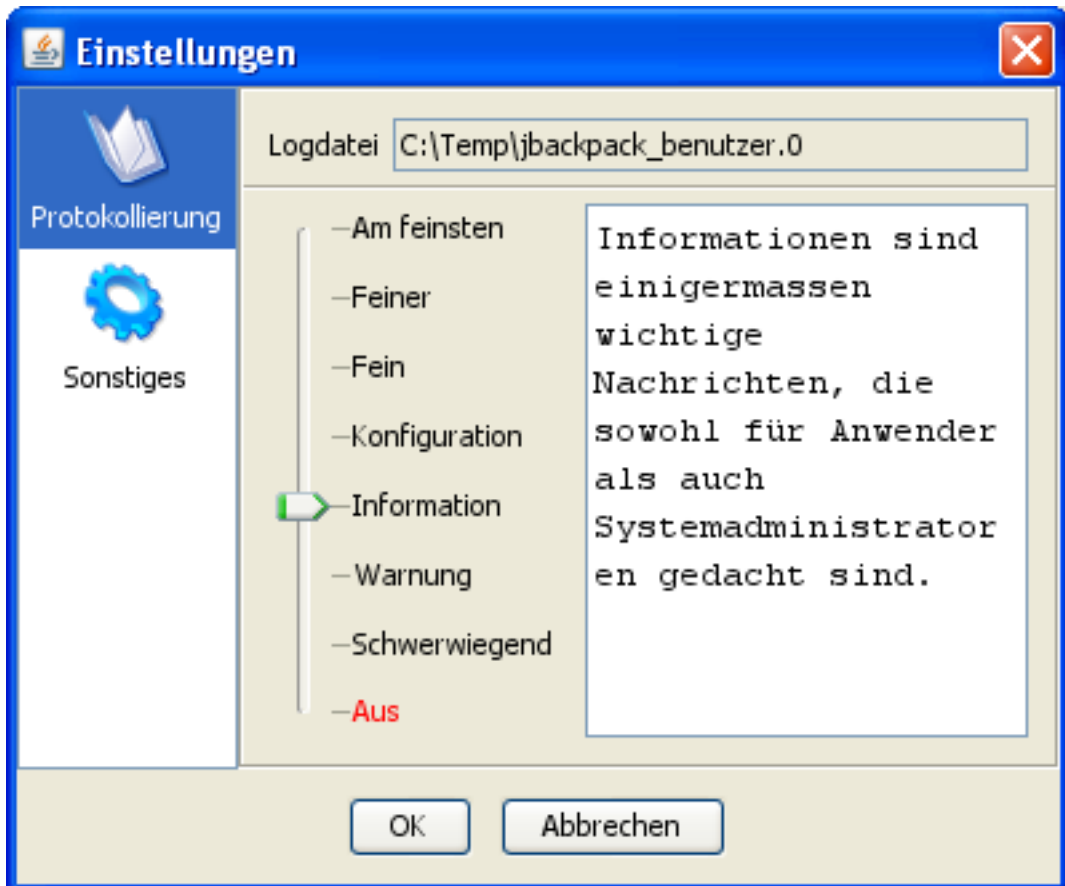 Einstellungen
Protokollierung
Sonstiges
Logdatei C:\Temp\jbackpack_benutzer.0
Am feinsten
Feiner
Fein
Konfiguration
Information
Warnung
Schwerwiegend
Aus
Informationen sind
einigermassen
wichtige
Nachrichten, die
sowohl für Anwender
als auch
Systemadministrator
en gedacht sind.
OK Abbrechen